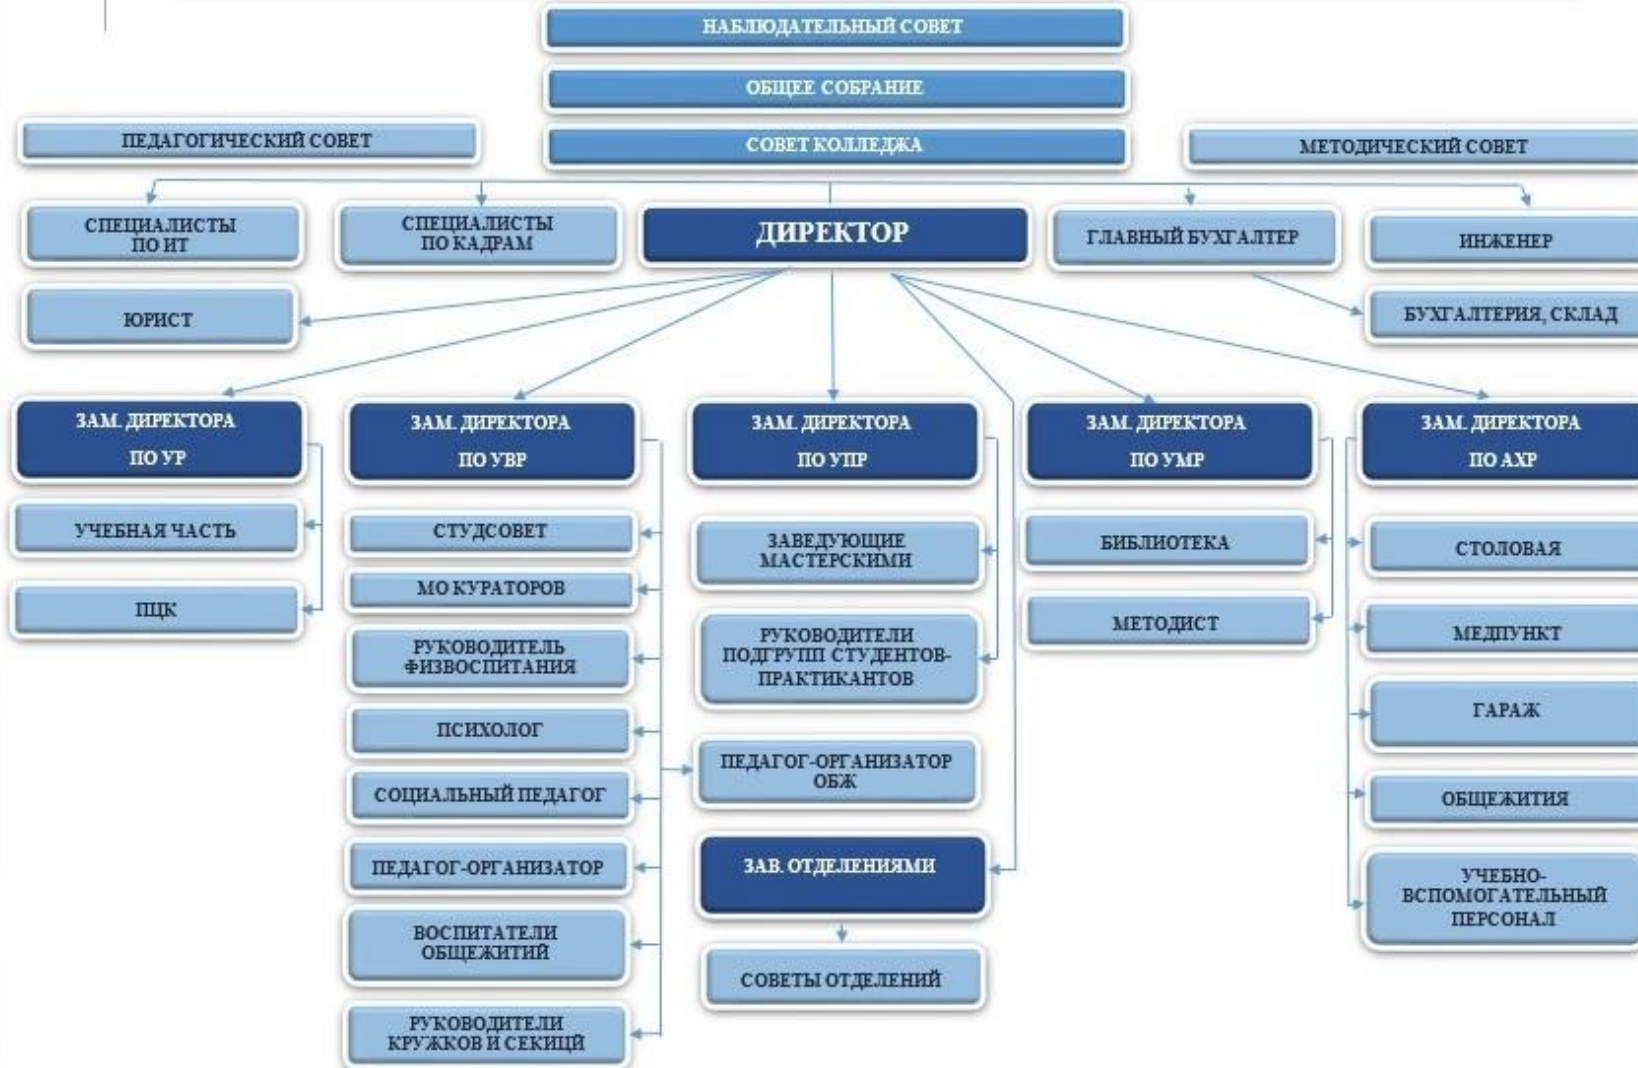 НАБЛЮДАТЕЛЬНЫЙ СОВЕТ
ОБЩЕЕ СОБРАНИЕ
ПЕДАГОГИЧЕСКИЙ СОВЕТ
СОВЕТ КОЛЛЕДЖА
МЕТОДИЧЕСКИЙ СОВЕТ
СПЕЦИАЛИСТЫ
ПО ИТ
СПЕЦИАЛИСТЫ
ПО КАДРАМ
ДИРЕКТОР
ГЛАВНЫЙ БУХГАЛТЕР
ИНЖЕНЕР
ЮРИСТ
БУХГАЛТЕРИЯ, СКЛАД
ЗАМ. ДИРЕКТОРА
ПО УР
ЗАМ. ДИРЕКТОРА
ПО УВР
ЗАМ. ДИРЕКТОРА
ПО УПР
ЗАМ. ДИРЕКТОРА
ПО УМР
ЗАМ. ДИРЕКТОРА
ПО АХР
УЧЕБНАЯ ЧАСТЬ
ПЦК
СТУДСОВЕТ
МО КУРАТОРОВ
РУКОВОДИТЕЛЬ
ФИЗВОСПИТАНИЯ
ПСИХОЛОГ
СОЦИАЛЬНЫЙ ПЕДАГОГ
ПЕДАГОГ-ОРГАНИЗАТОР
ВОСПИТАТЕЛИ
ОБЩЕЖИТИЙ
РУКОВОДИТЕЛИ
КРУЖКОВ И СЕКИЦЙ
ЗАВЕДУЮЩИЕ
МАСТЕРСКИМИ
РУКОВОДИТЕЛИ
ПОДГРУПП СТУДЕНТОВ-
ПРАКТИКАНТОВ
ПЕДАГОГ-ОРГАНИЗАТОР
ОБЖ
ЗАВ. ОТДЕЛЕНИЯМИ
СОВЕТЫ ОТДЕЛЕНИЙ
БИБЛИОТЕКА
МЕТОДИСТ
СТОЛОВАЯ
МЕДПУНКТ
ГАРАЖ
ОБЩЕЖИТИЯ
УЧЕБНО-
ВСПОМОГАТЕЛЬНЫЙ
ПЕРСОНАЛ